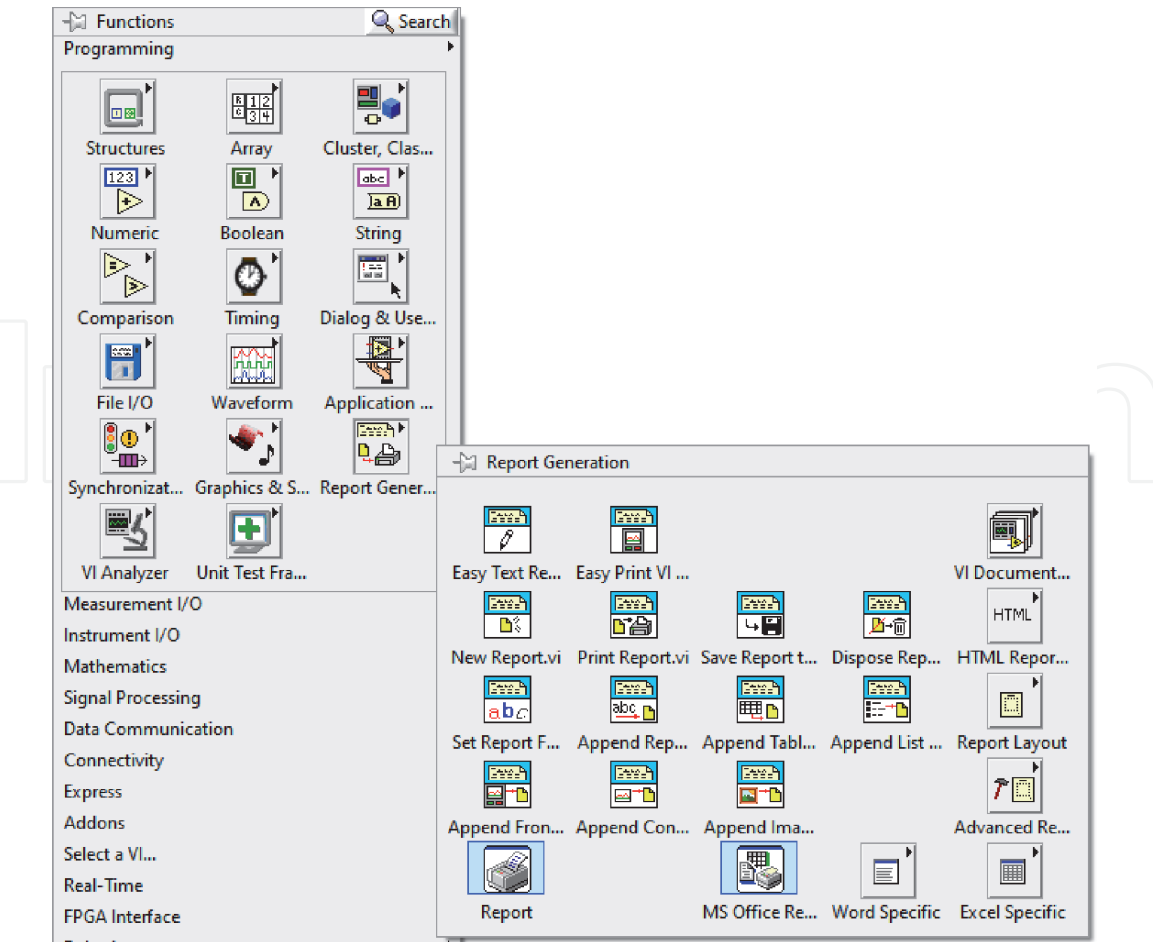 Functions
Search
Programming
Structures
Array
Cluster, Clas...
Numeric
Boolean
String
Comparison
Timing
Dialog & Use...
File I/O
Waveform
Application ...
Synchronizat...
Graphics & S...
Report Gener...
VI Analyzer
Unit Test Fra...
Measurement I/O
Instrument I/O
Mathematics
Signal Processing
Data Communication
Connectivity
Express
Addons
Select a VI...
Real-Time
FPGA Interface
Report Generation
Easy Text Re...
Easy Print VI ...
VI Document...
HTML
New Report.vi
Print Report.vi
Save Report t...
Dispose Rep...
HTML Repor...
Set Report F...
Append Rep...
Append Tabl...
Append List ...
Report Layout
Append Fron...
Append Con...
Append Ima...
Advanced Re...
Report
MS Office Re...
Word Specific
Excel Specific